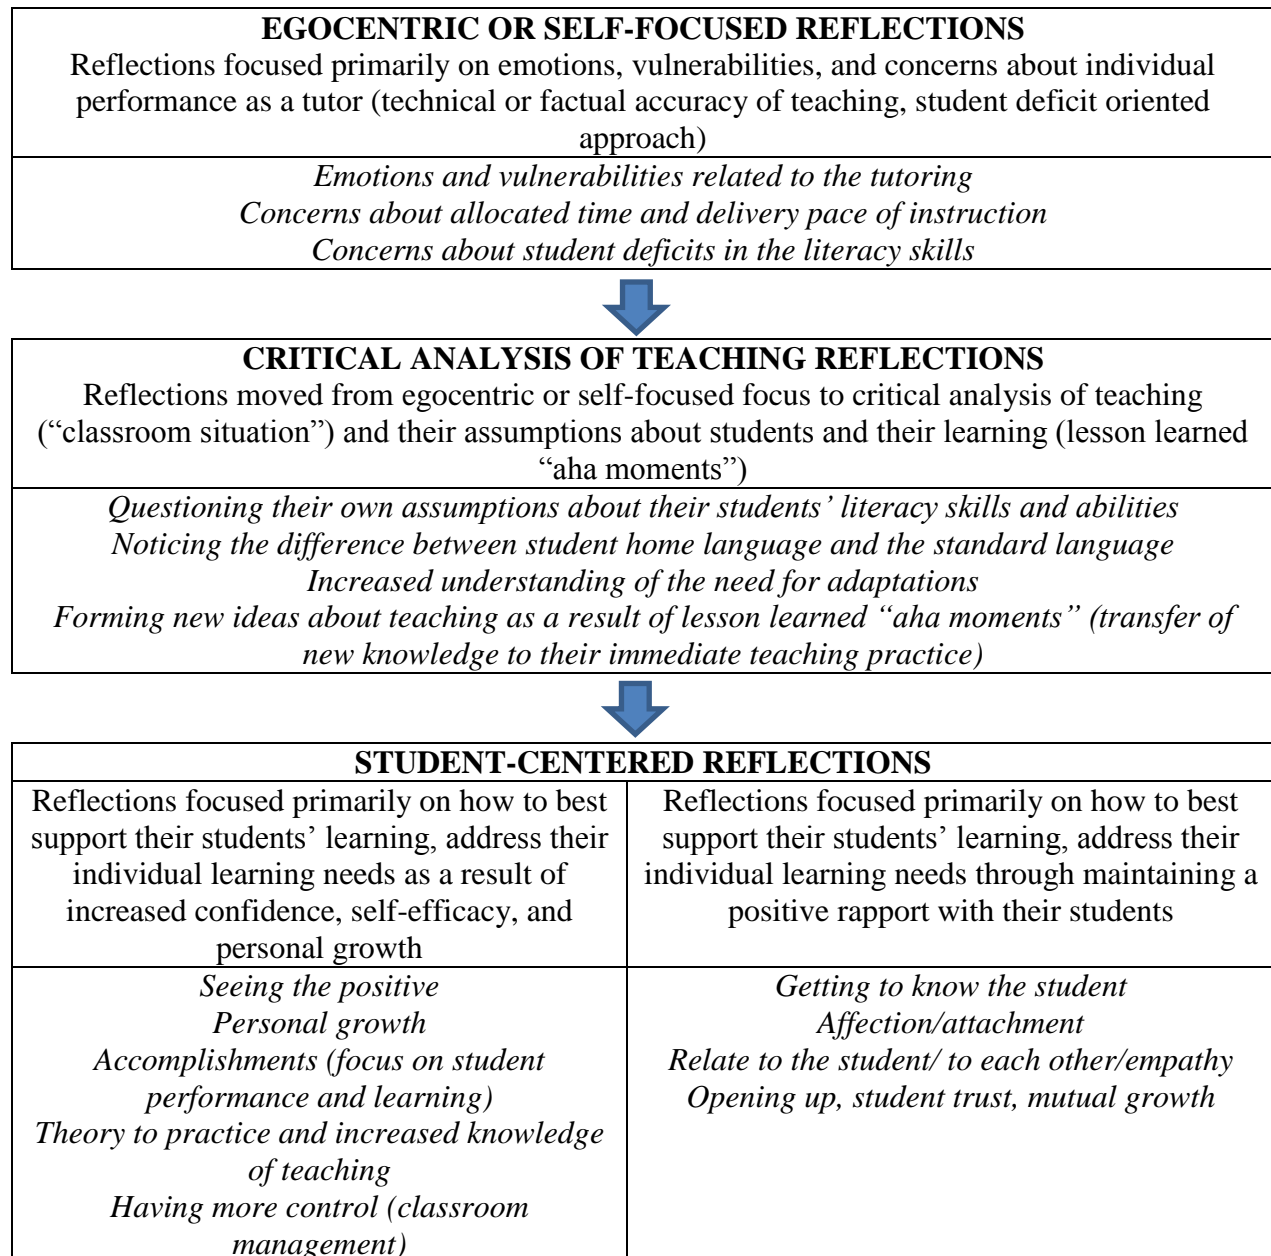 EGOCENTRIC OR SELF-FOCUSED REFLECTIONS
Reflections focused primarily on emotions, vulnerabilities, and concerns about individual
performance as a tutor (technical or factual accuracy of teaching, student deficit oriented
approach)
Emotions and vulnerabilities related to the tutoring
Concerns about allocated time and delivery pace of instruction
Concerns about student deficits in the literacy skills
CRITICAL ANALYSIS OF TEACHING REFLECTIONS
Reflections moved from egocentric or self-focused focus to critical analysis of teaching
(“classroom situation”) and their assumptions about students and their learning (lesson learned
“aha moments”)
Questioning their own assumptions about their students’ literacy skills and abilities
Noticing the difference between student home language and the standard language
Increased understanding of the need for adaptations
Forming new ideas about teaching as a result of lesson learned “aha moments” (transfer of
new knowledge to their immediate teaching practice)
STUDENT-CENTERED REFLECTIONS
Reflections focused primarily on how to best
support their students’ learning, address their
individual learning needs as a result of
increased confidence, self-efficacy, and
personal growth
Reflections focused primarily on how to best
support their students’ learning, address their
individual learning needs through maintaining a
positive rapport with their students
Seeing the positive
Personal growth
Accomplishments (focus on student
performance and learning)
Theory to practice and increased knowledge
of teaching
Having more control (classroom
management)
Getting to know the student
Affection/attachment
Relate to the student/ to each other/empathy
Opening up, student trust, mutual growth